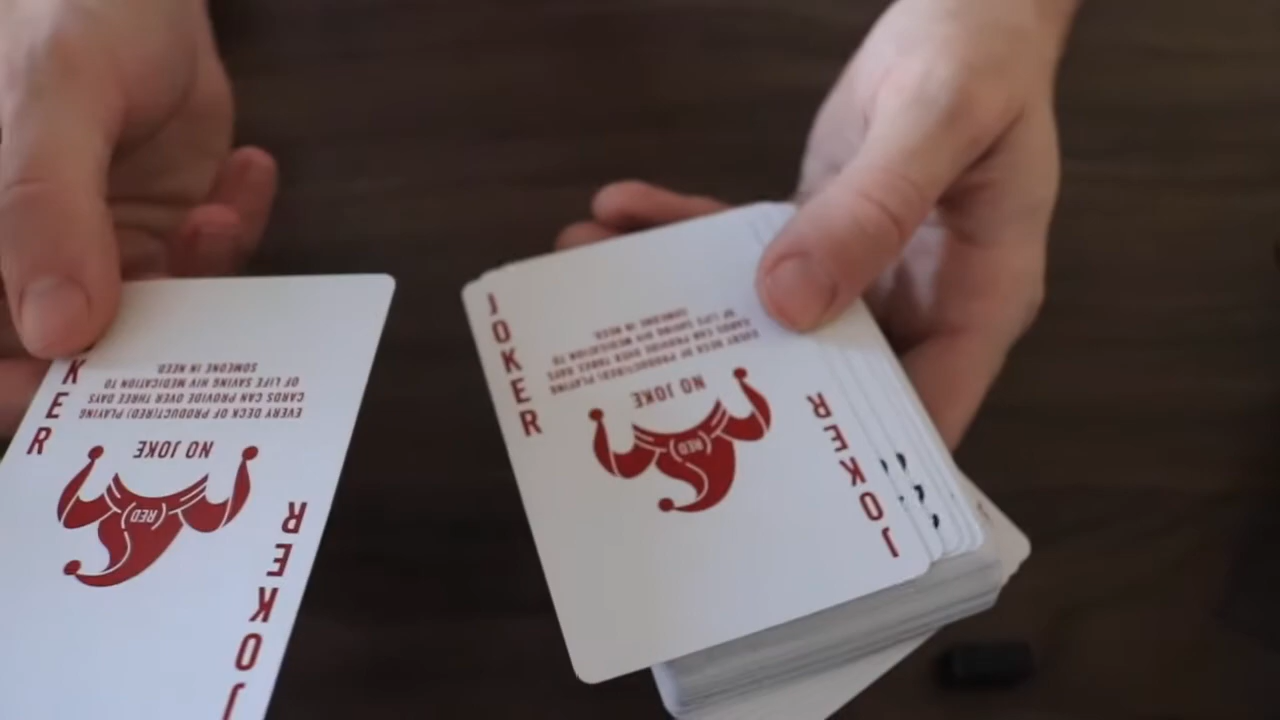 JOKER
NO JOKE
EVERY DECK OF PRODUCT(RED) PLAYING
CARDS CAN PROVIDE OVER THREE DAYS
OF LIFE SAVING HIV MEDICATION TO
SOMEONE IN NEED.
(RED)
KER
JOKER
NO JOKE
EVERY DECK OF PRODUCT(RED) PLAYING
CARDS CAN PROVIDE OVER THREE DAYS
OF LIFE SAVING HIV MEDICATION TO
SOMEONE IN NEED.
(RED)
JOKER